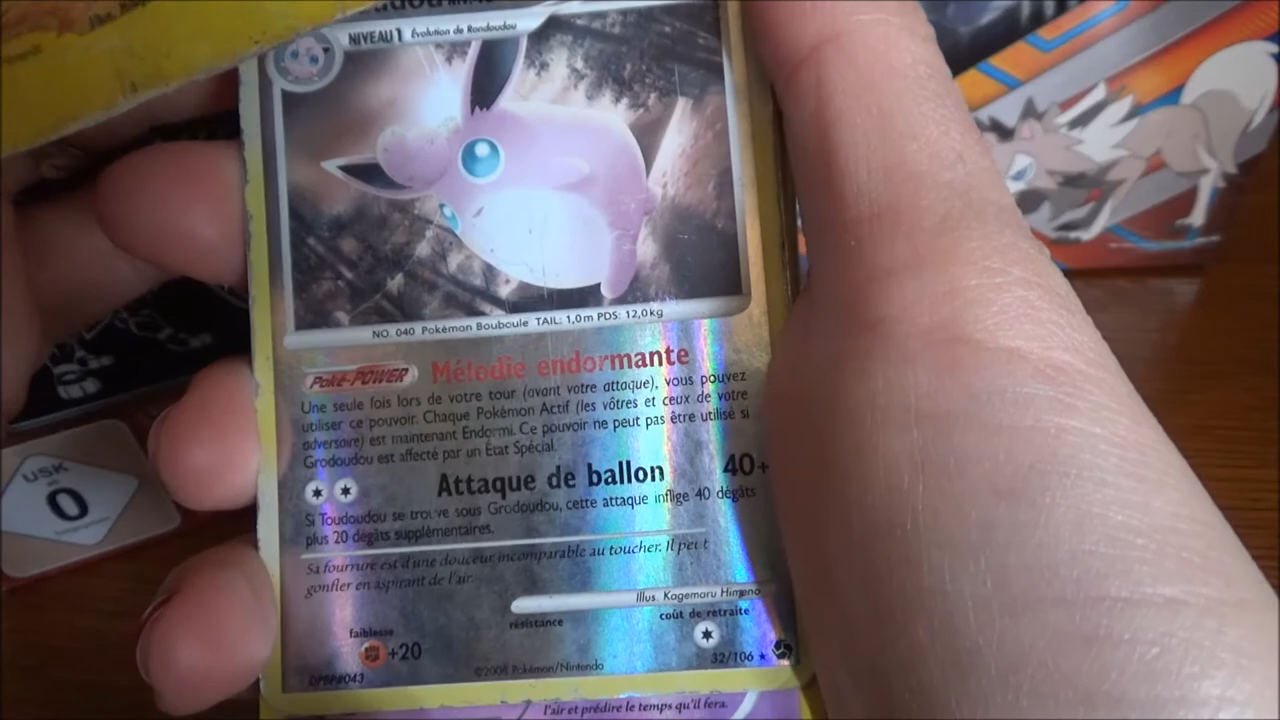 NIVEAU 1 Évolution de Rondoudou
NO. 040 Pokémon Bouboule TAIL: 1,0m PDS: 12,0kg
Poké-POWER Mélodie endormante
Une seule fois lors de votre tour (avant votre attaque), vous pouvez
utiliser ce pouvoir. Chaque Pokémon Actif (les vôtres et ceux de votre
adversaire) est maintenant Endormi. Ce pouvoir ne peut pas être utilisé si
Grodoudou est affecté par un État Spécial.
Attaque de ballon 40+
Si Toudoudou se trouve sous Grodoudou, cette attaque inflige 40 dégâts
plus 20 dégâts supplémentaires.
Sa fourrure est d'une douceur incomparable au toucher. Il peut
gonfler en aspirant de l'air
Illus. Kagemaru Himeno
résistance coût de retraite
faiblesse
+20
32/106
©2008 Pokémon/Nintendo
DPBP#043
l'air et prédire le temps qu'il fera.
USK
0